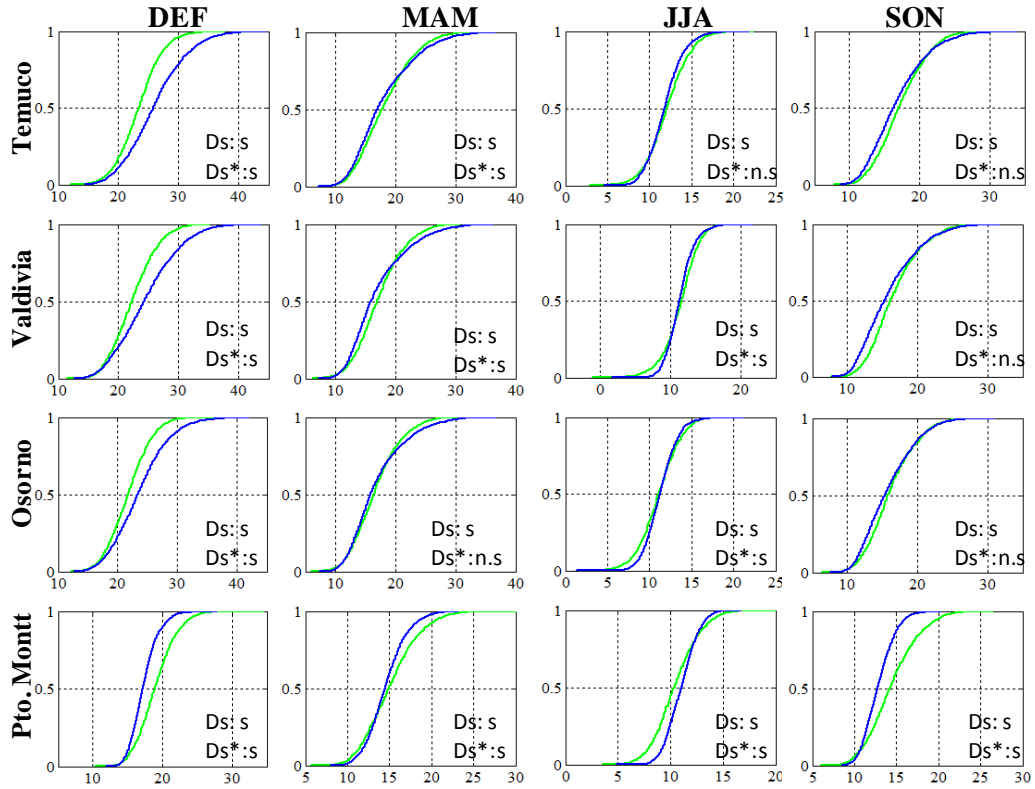 DEF MAM JJA SON
Temuco
1 1 1 1
0.5 0.5 0.5 0.5
Ds: s Ds: s Ds: s Ds: s
Ds*:s Ds*:s Ds*:n.s Ds*:n.s
0 0 0 0
10 20 30 40 10 20 30 40 0 5 10 15 20 25 10 20 30
Valdivia
1 1 1 1
0.5 0.5 0.5 0.5
Ds: s Ds: s Ds: s Ds: s
Ds*:s Ds*:s Ds*:s Ds*:n.s
0 0 0 0
10 20 30 40 10 20 30 40 0 10 20 10 20 30
Osorno
1 1 1 1
0.5 0.5 0.5 0.5
Ds: s Ds: s Ds: s Ds: s
Ds*:s Ds*:n.s Ds*:s Ds*:n.s
0 0 0 0
10 20 30 40 10 20 30 40 0 5 10 15 20 25 10 20 30
Pto.Montt
1 1 1 1
0.5 0.5 0.5 0.5
Ds: s Ds: s Ds: s Ds: s
Ds*:s Ds*:s Ds*:s Ds*:s
0 0 0 0
10 20 30 5 10 15 20 25 30 0 5 10 15 20 5 10 15 20 25 30